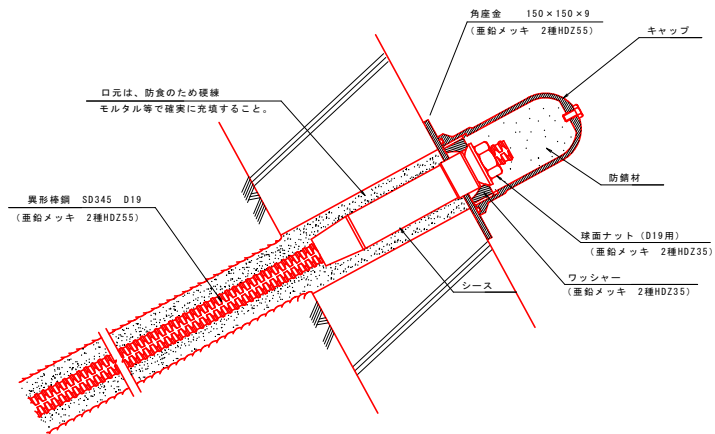 角座金　150×150×9
(亜鉛メッキ　2種HDZ55)
キャップ
口元は、防食のため硬練
モルタル等で確実に充填すること。
防錆材
異形棒鋼　SD345　D19
(亜鉛メッキ　2種HDZ55)
球面ナット（D19用）
(亜鉛メッキ　2種HDZ35)
ワッシャー
(亜鉛メッキ　2種HDZ35)
シース